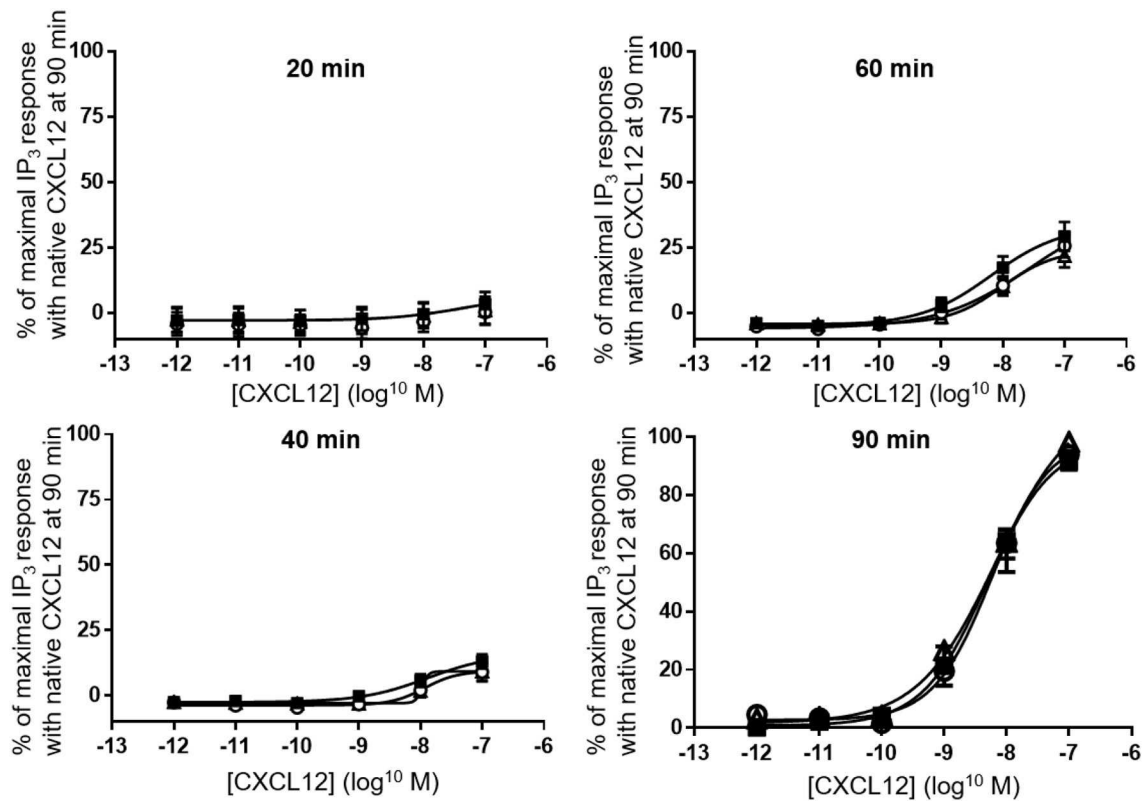 % of maximal IP₃ response
with native CXCL12 at 90 min
20 min
100
75
50
25
0
-13 -12 -11 -10 -9 -8 -7 -6
[CXCL12] (log¹⁰ M)
% of maximal IP₃ response
with native CXCL12 at 90 min
60 min
100
75
50
25
0
-13 -12 -11 -10 -9 -8 -7 -6
[CXCL12] (log¹⁰ M)
% of maximal IP₃ response
with native CXCL12 at 90 min
40 min
100
75
50
25
0
-13 -12 -11 -10 -9 -8 -7 -6
[CXCL12] (log¹⁰ M)
% of maximal IP₃ response
with native CXCL12 at 90 min
90 min
100
80
60
40
20
0
-13 -12 -11 -10 -9 -8 -7 -6
[CXCL12] (log¹⁰ M)